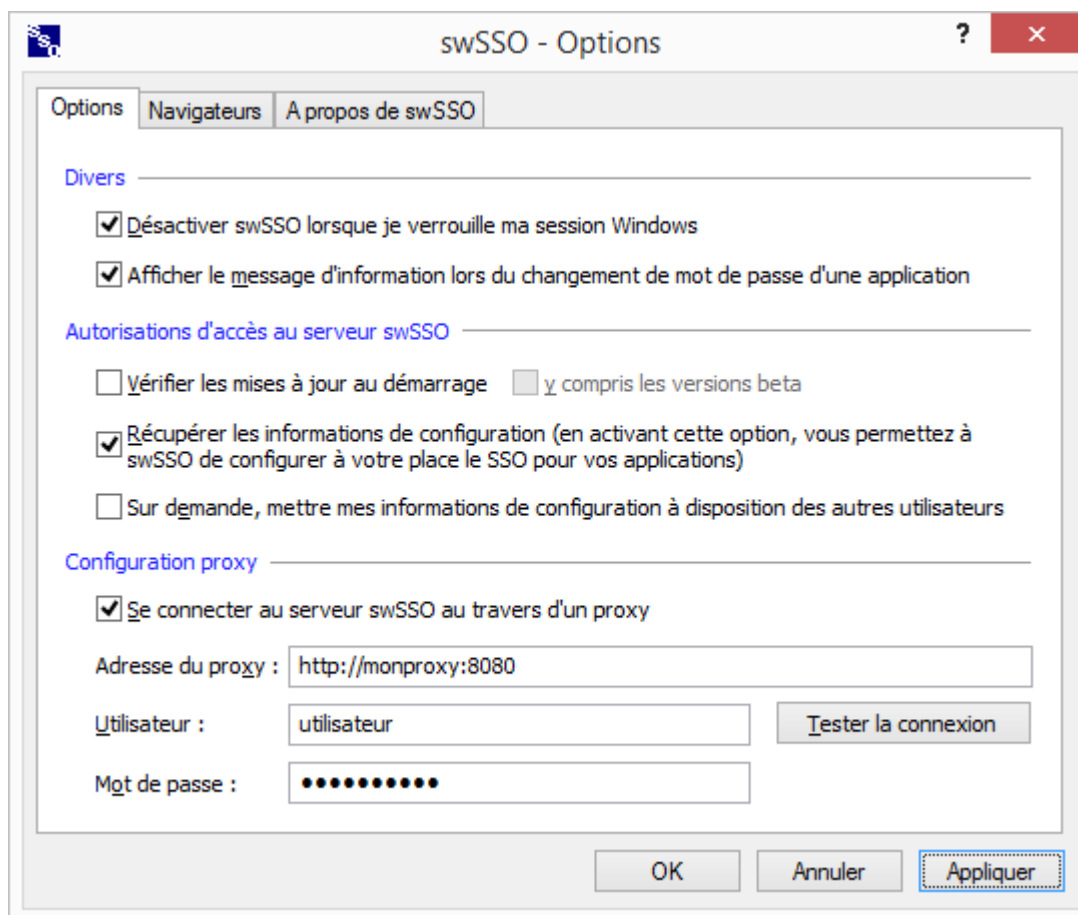 swSSO - Options
?
Options
Navigateurs
A propos de swSSO
Divers
Désactiver swSSO lorsque je verrouille ma session Windows
Afficher le message d'information lors du changement de mot de passe d'une application
Autorisations d'accès au serveur swSSO
Vérifier les mises à jour au démarrage
y compris les versions beta
Récupérer les informations de configuration (en activant cette option, vous permettez à
swSSO de configurer à votre place le SSO pour vos applications)
Sur demande, mettre mes informations de configuration à disposition des autres utilisateurs
Configuration proxy
Se connecter au serveur swSSO au travers d'un proxy
Adresse du proxy : http://monproxy:8080
Utilisateur : utilisateur
Tester la connexion
Mot de passe : ••••••••••
OK
Annuler
Appliquer